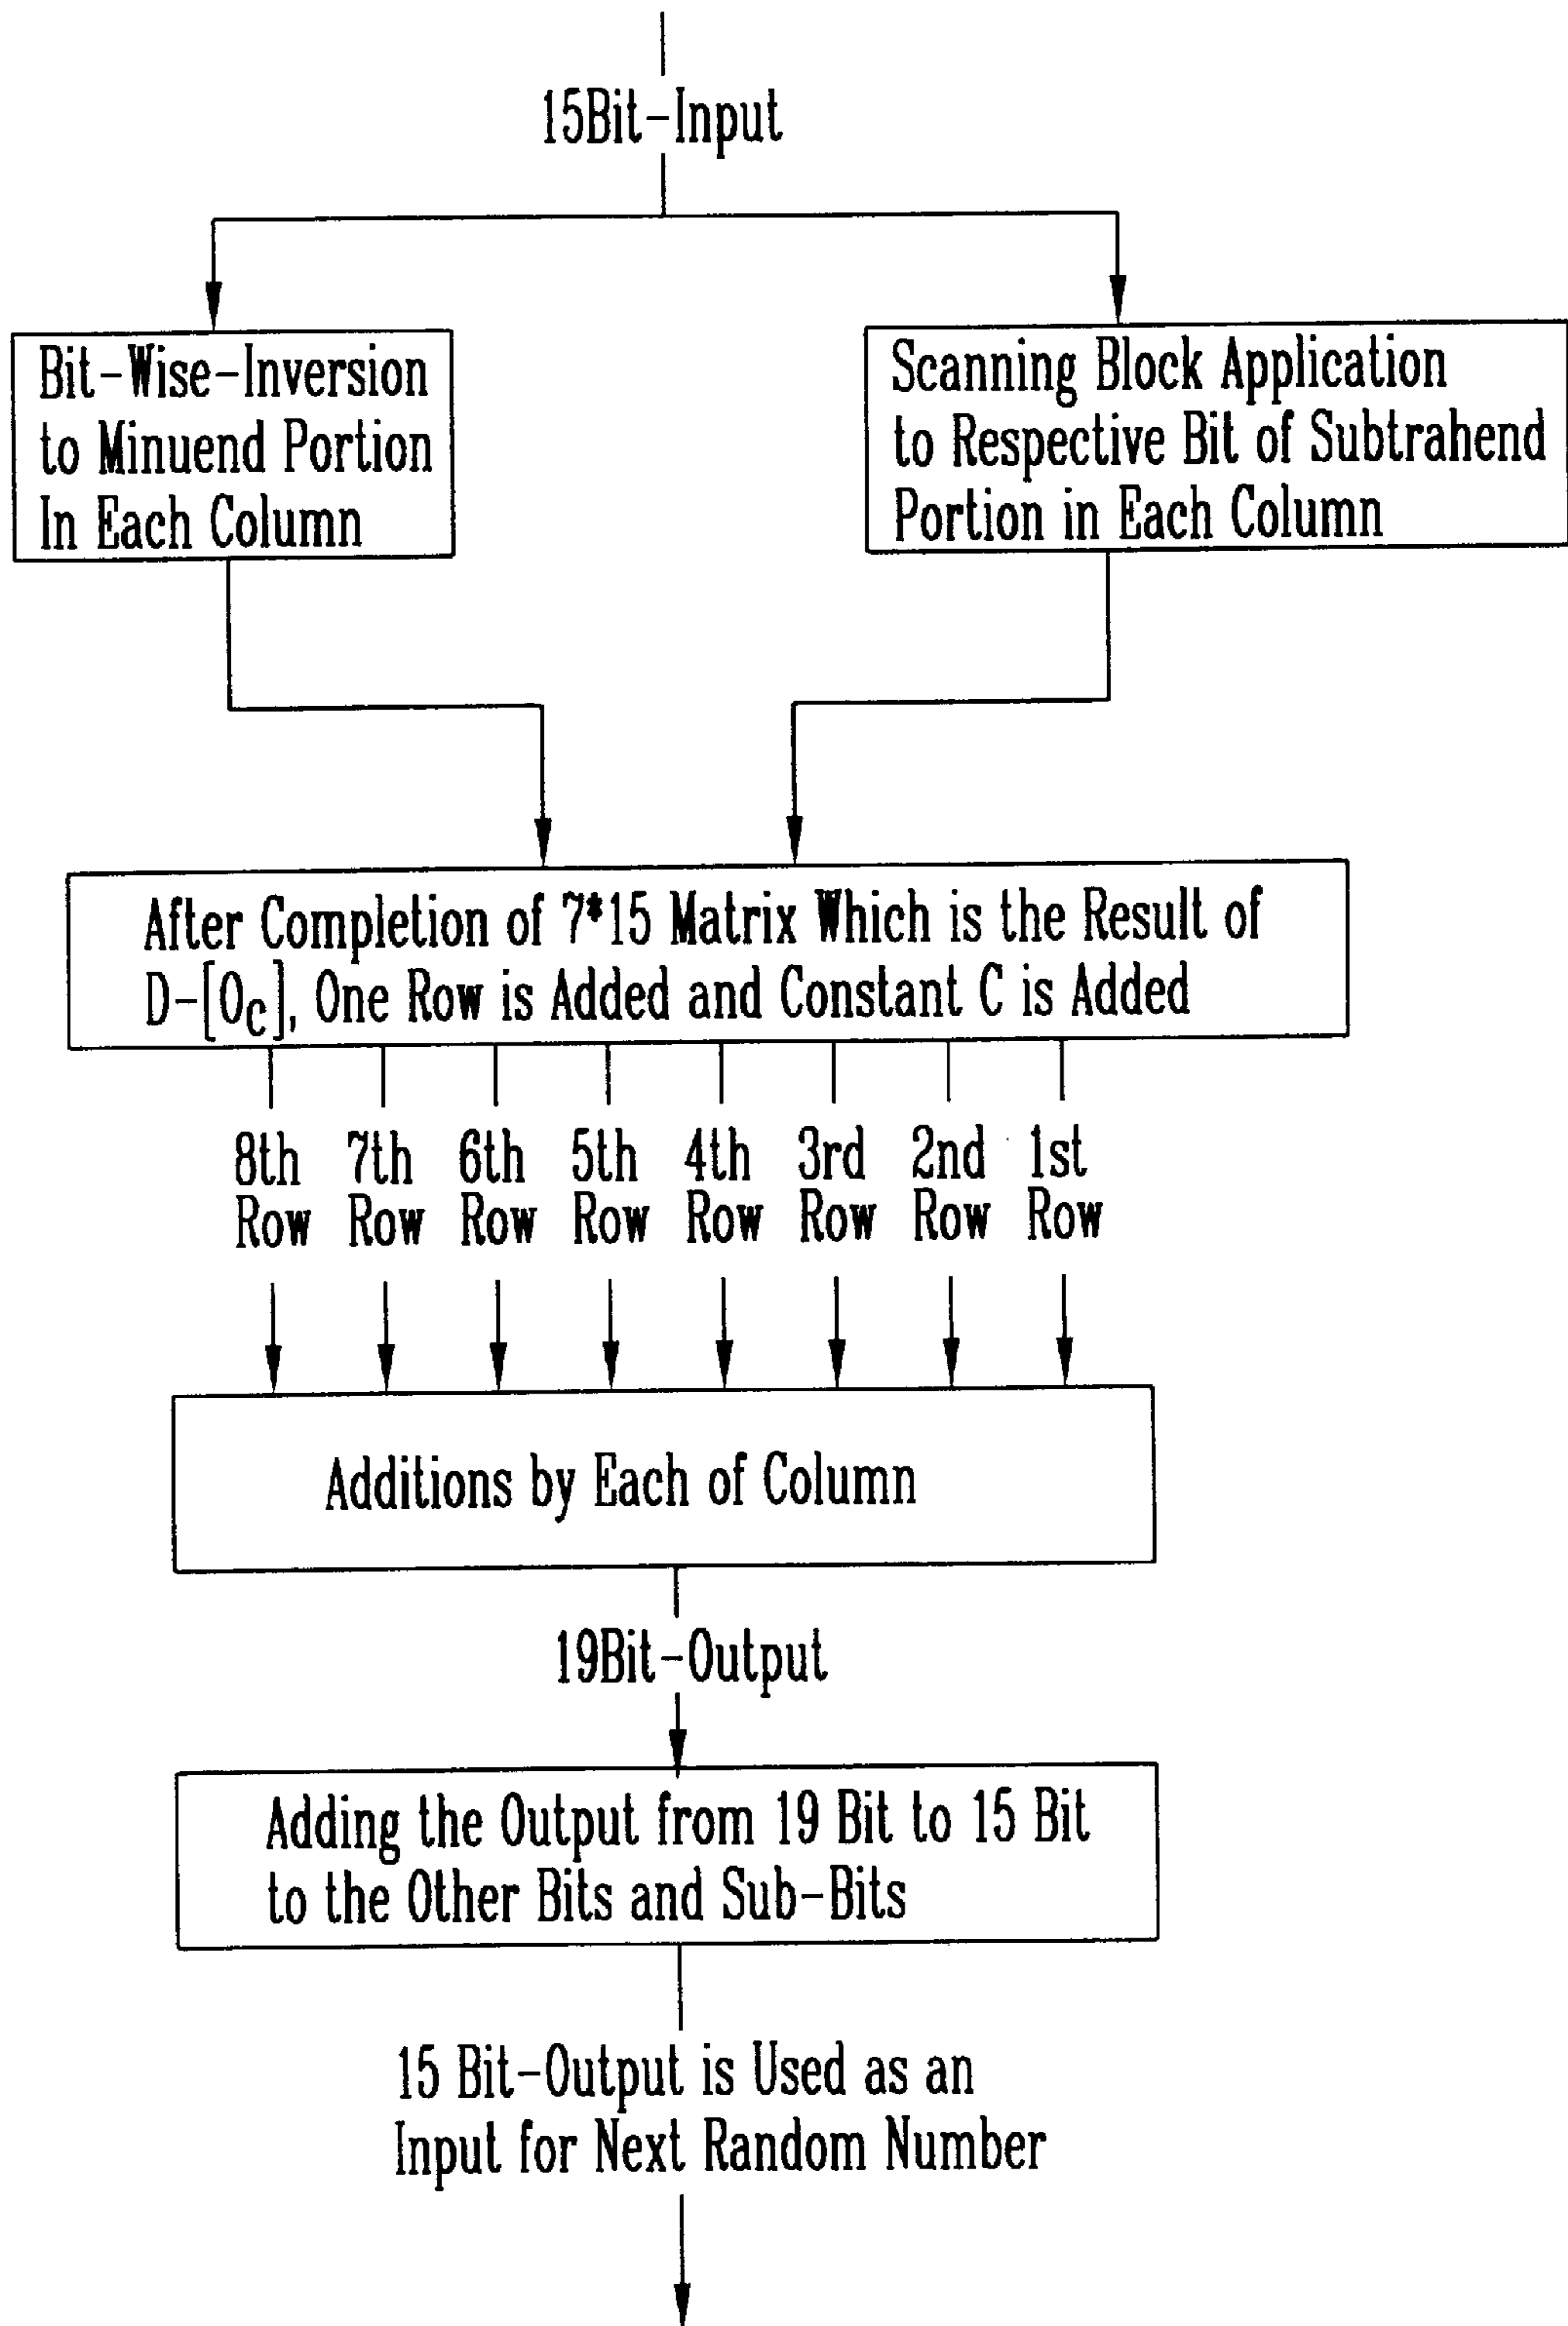 15Bit-Input
Bit-Wise-Inversion
to Minuend Portion
In Each Column
Scanning Block Application
to Respective Bit of Subtrahend
Portion in Each Column
After Completion of 7*15 Matrix Which is the Result of
D-[Oc], One Row is Added and Constant C is Added
8th Row
7th Row
6th Row
5th Row
4th Row
3rd Row
2nd Row
1st Row
Additions by Each of Column
19Bit-Output
Adding the Output from 19 Bit to 15 Bit
to the Other Bits and Sub-Bits
15 Bit-Output is Used as an
Input for Next Random Number